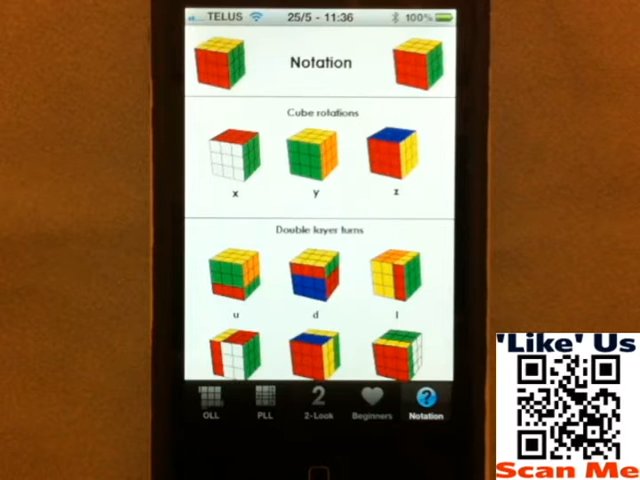 TELUS 25/5 - 11:36 100%
Notation
Cube rotations
x y z
Double layer turns
u d l
OLL PLL 2-Look Beginners Notation
2
?
'Like' Us
Scan Me